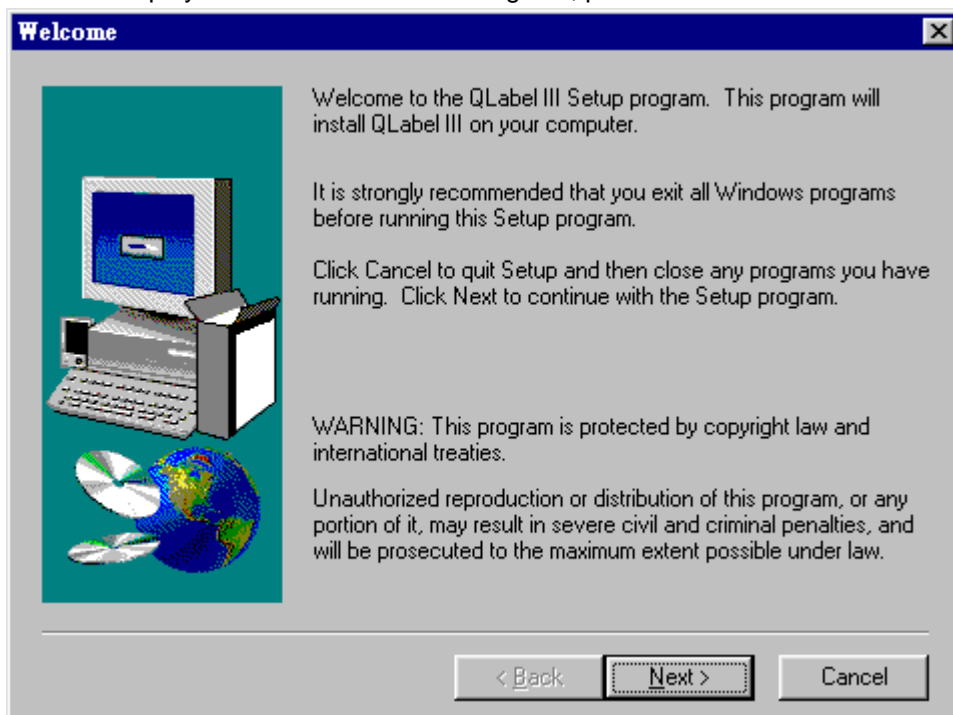 Welcome
Welcome to the QLabel III Setup program. This program will
install QLabel III on your computer.
It is strongly recommended that you exit all Windows programs
before running this Setup program.
Click Cancel to quit Setup and then close any programs you have
running. Click Next to continue with the Setup program.
WARNING: This program is protected by copyright law and
international treaties.
Unauthorized reproduction or distribution of this program, or any
portion of it, may result in severe civil and criminal penalties, and
will be prosecuted to the maximum extent possible under law.
< Back
Next >
Cancel